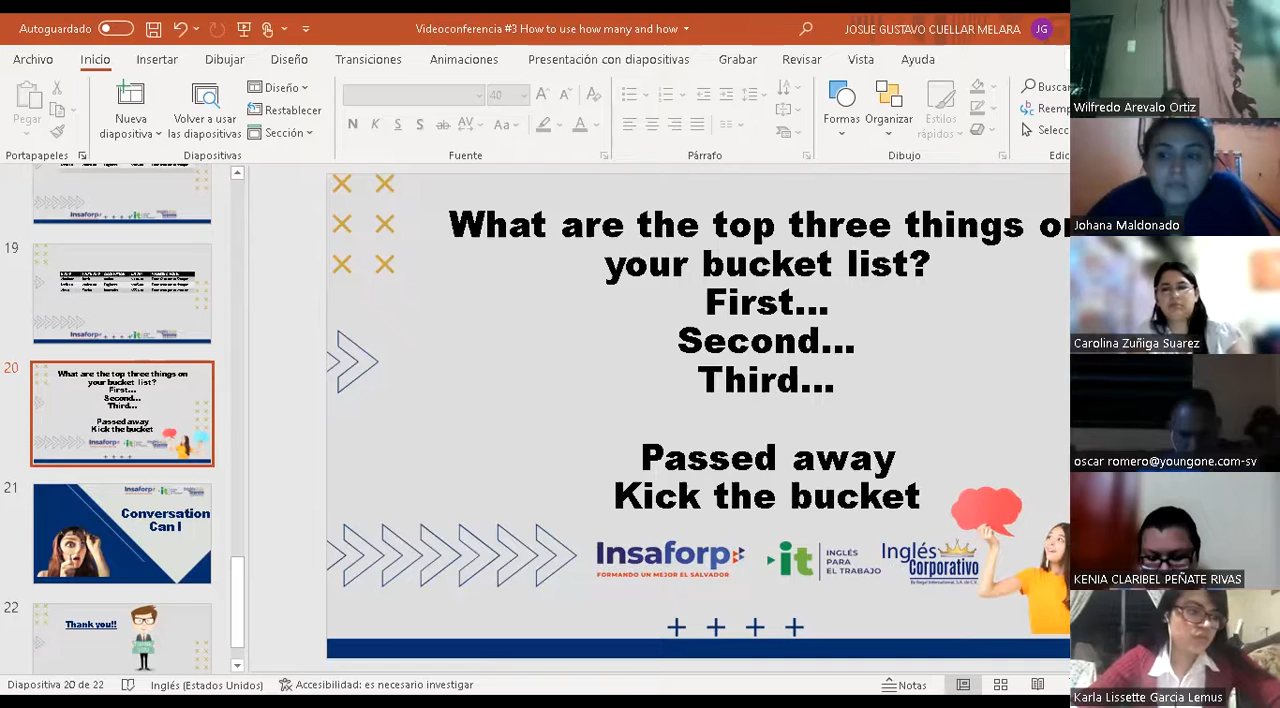 Autoguardado
Videoconferencia #3 How to use how many and how
JOSUE GUSTAVO CUELLAR MELARA
JG
Archivo Inicio Insertar Dibujar Diseño Transiciones Animaciones Presentación con diapositivas Grabar Revisar Vista Ayuda
Pegar
Nueva diapositiva
Volver a usar las diapositivas
Diseño
Restablecer
Sección
40
N K S S ab AV Aa A
Buscar
Formas
Organizar
Estilos rápidos
Portapapeles Diapositivas Fuente Párrafo Dibujo
19
20
What are the top three things on
your bucket list?
First...
Second...
Third...
Passed away
Kick the bucket
21
Conversation
Can I
22
Thank you!!
What are the top three things on
your bucket list?
First...
Second...
Third...
Passed away
Kick the bucket
Insaforp
FORMANDO UN MEJOR EL SALVADOR
it
INGLÉS
PARA
EL TRABAJO
Inglés
Corporativo
Diapositiva 20 de 22
Inglés (Estados Unidos)
Accesibilidad: es necesario investigar
Notas
Wilfredo Arevalo Ortiz
Johana Maldonado
Carolina Zuñiga Suarez
oscar romero@youngone.com-sv
KENIA CLARIBEL PEÑATE RIVAS
Karla Lissette Garcia Lemus